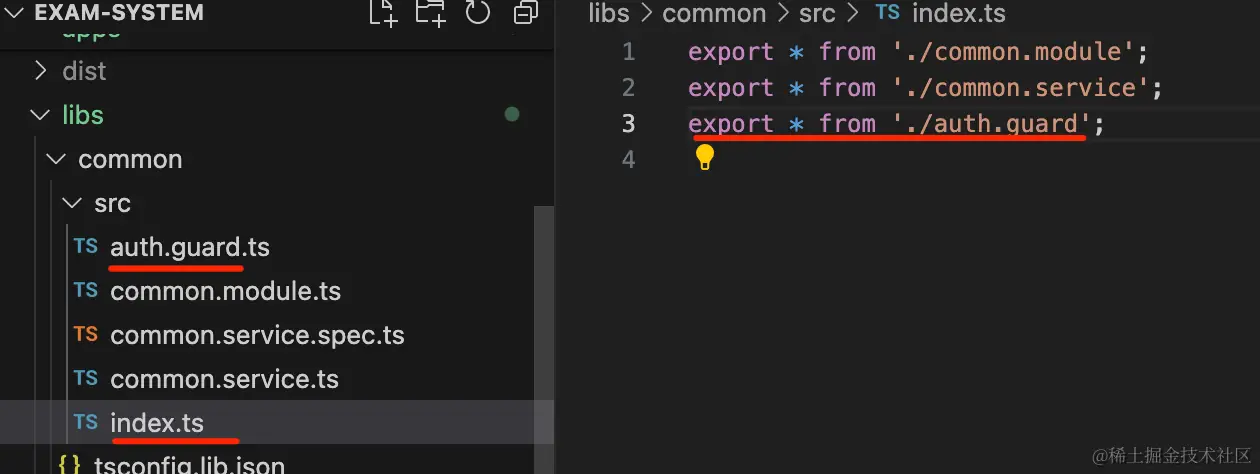 EXAM-SYSTEM
apps
dist
libs
common
src
TS auth.guard.ts
TS common.module.ts
TS common.service.spec.ts
TS common.service.ts
TS index.ts
{} tsconfig.lib.json
libs > common > src > TS index.ts
1 export * from './common.module';
2 export * from './common.service';
3 export * from './auth.guard';
4
@稀土掘金技术社区